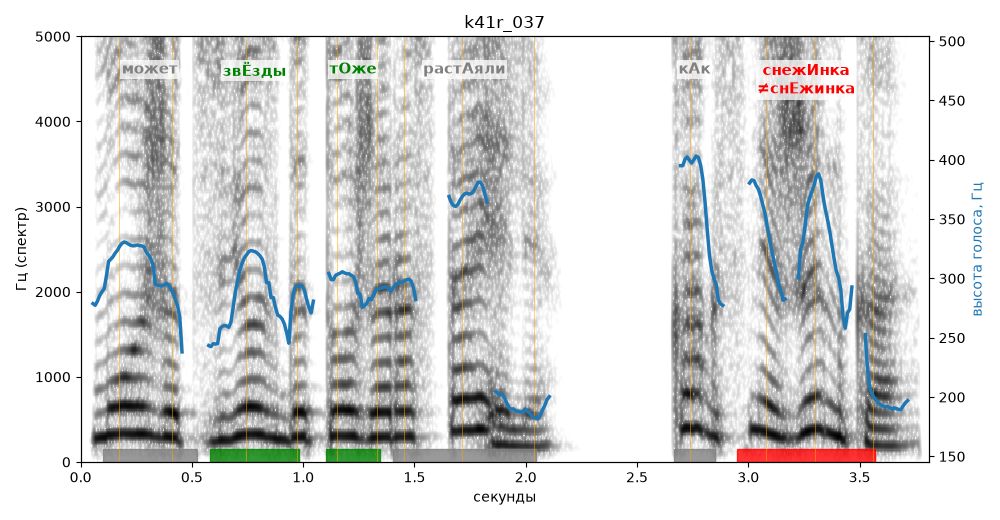 k41r_037
5000
4000
3000
2000
1000
0
Гц (спектр)
может
звЁзды
тОже
растАяли
кАк
снежИнка
≠снЕжинка
500
450
400
350
300
250
200
150
высота голоса, Гц
0.0 0.5 1.0 1.5 2.0 2.5 3.0 3.5
секунды